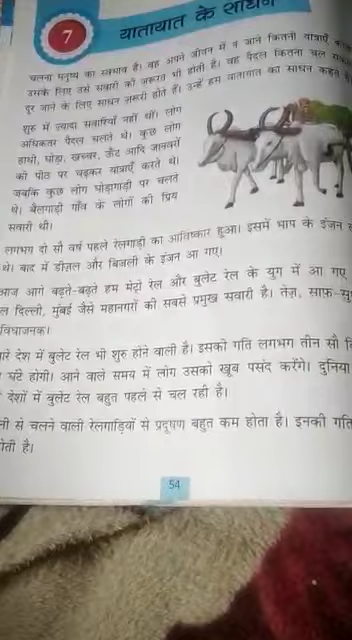 7
यातायात के साधन
चलना मनुष्य का स्वभाव है। वह अपने जीवन में न जाने कितनी यात्राएँ
उसके लिए उसे सवारी की ज़रूरत भी होती है। वह पैदल कितना चल
दूर जाने के लिए साधन ज़रूरी होते हैं। उन्हें हम यातायात का साधन कहते
शुरू में ज़्यादा सवारियाँ नहीं थीं। लोग
अधिकतर पैदल चलते थे। कुछ लोग
हाथी, घोड़ा, खच्चर, ऊँट आदि जानवरों
की पीठ पर चढ़कर यात्राएँ करते थे।
जबकि कुछ लोग घोड़ागाड़ी पर चलते
थे। बैलगाड़ी गाँव के लोगों की प्रिय
सवारी थी।
लगभग दो सौ वर्ष पहले रेलगाड़ी का आविष्कार हुआ। इसमें भाप के इंजन
थे। बाद में डीज़ल और बिजली के इंजन आ गए।
आज आगे बढ़ते-बढ़ते हम मेट्रो रेल और बुलेट रेल के युग में आ गए
दिल्ली, मुंबई जैसे महानगरों की सबसे प्रमुख सवारी है। तेज़, साफ़
विधाजनक।
रे देश में बुलेट रेल भी शुरू होने वाली है। इसकी गति लगभग तीन सौ
घंटे होगी। आने वाले समय में लोग उसको खूब पसंद करेंगे। दुनिया
देशों में बुलेट रेल बहुत पहले से चल रही है।
से चलने वाली रेलगाड़ियों से प्रदूषण बहुत कम होता है। इनकी गति
होती है।
54